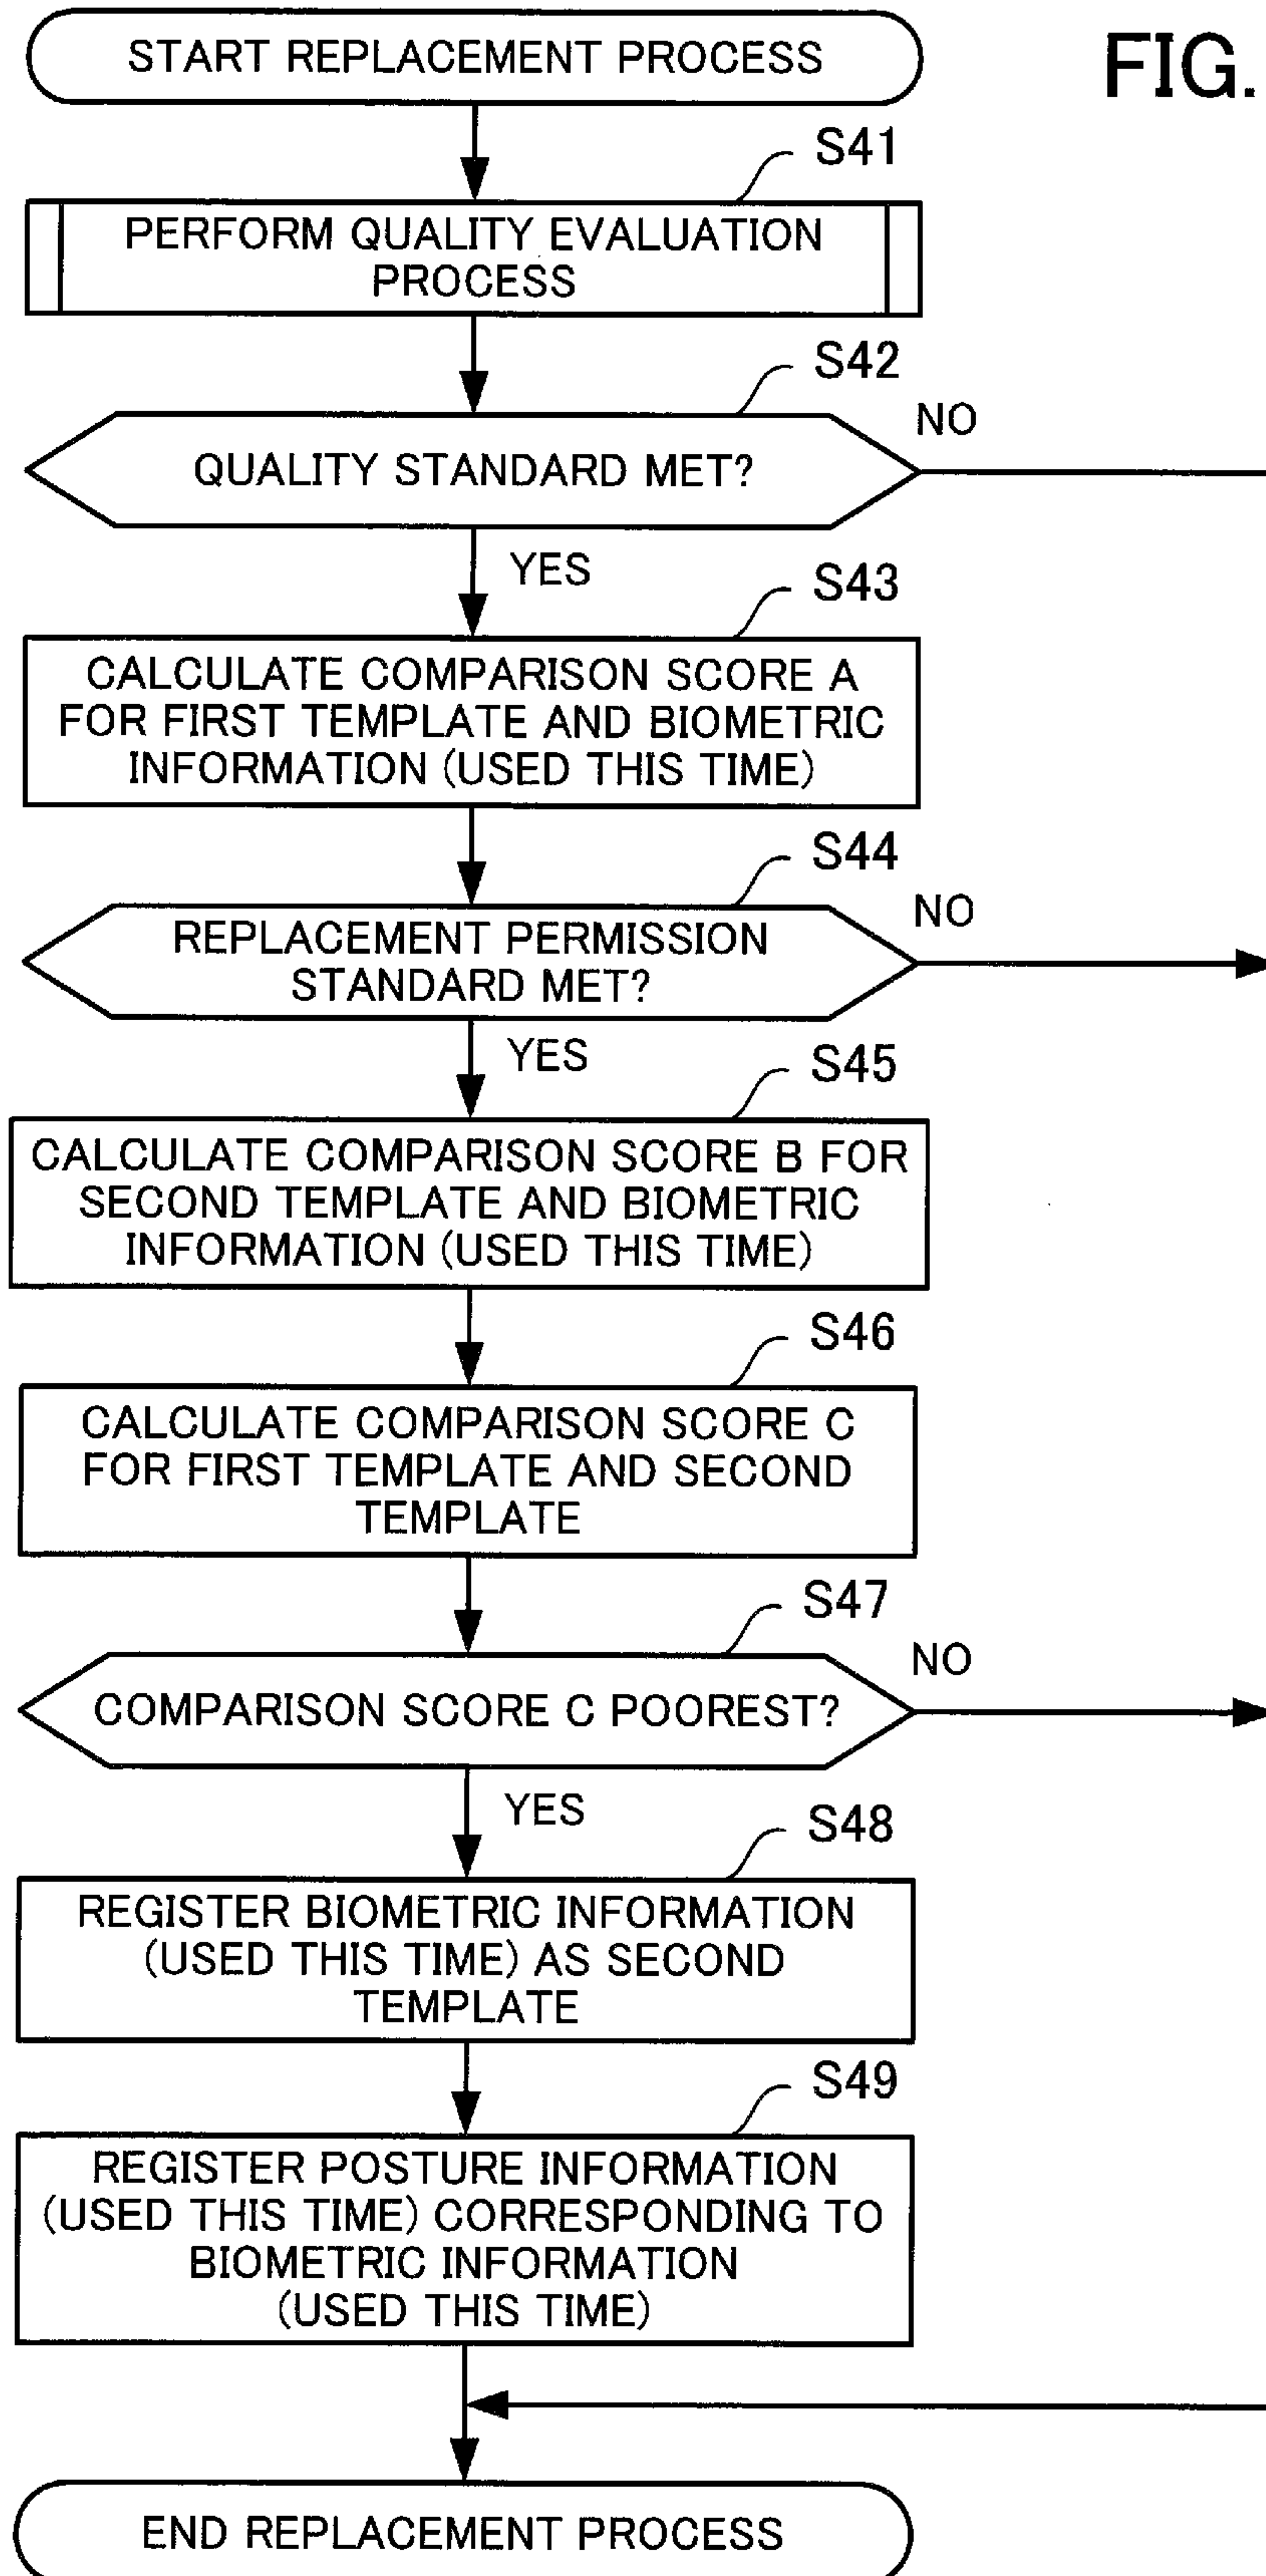 START REPLACEMENT PROCESS
FIG.
S41
PERFORM QUALITY EVALUATION
PROCESS
S42
QUALITY STANDARD MET?
NO
YES
S43
CALCULATE COMPARISON SCORE A
FOR FIRST TEMPLATE AND BIOMETRIC
INFORMATION (USED THIS TIME)
S44
REPLACEMENT PERMISSION
STANDARD MET?
NO
YES
S45
CALCULATE COMPARISON SCORE B FOR
SECOND TEMPLATE AND BIOMETRIC
INFORMATION (USED THIS TIME)
S46
CALCULATE COMPARISON SCORE C
FOR FIRST TEMPLATE AND SECOND
TEMPLATE
S47
COMPARISON SCORE C POOREST?
NO
YES
S48
REGISTER BIOMETRIC INFORMATION
(USED THIS TIME) AS SECOND
TEMPLATE
S49
REGISTER POSTURE INFORMATION
(USED THIS TIME) CORRESPONDING TO
BIOMETRIC INFORMATION
(USED THIS TIME)
END REPLACEMENT PROCESS